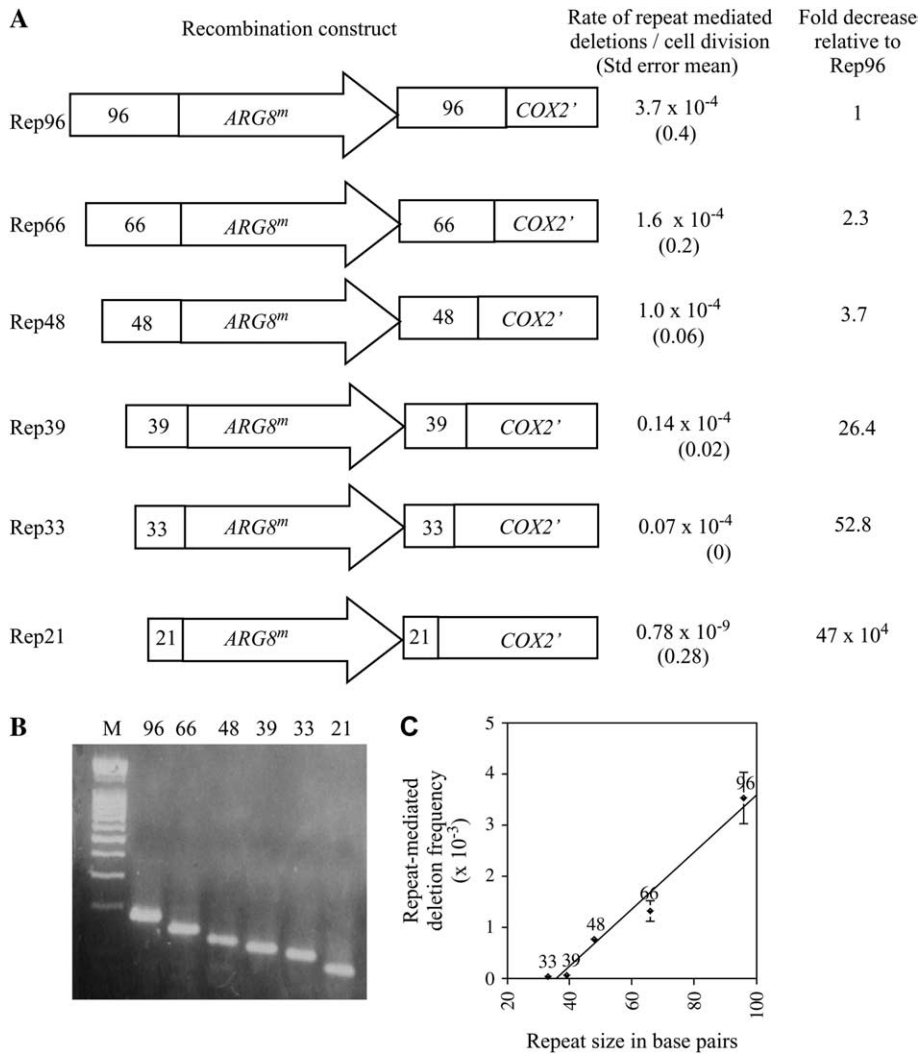 A
Recombination construct
Rate of repeat mediated
deletions / cell division
(Std error mean)
Fold decrease
relative to
Rep96
Rep96 96 ARG8ᵐ 96 COX2’ 3.7 x 10⁻⁴ 1
(0.4)
Rep66 66 ARG8ᵐ 66 COX2’ 1.6 x 10⁻⁴ 2.3
(0.2)
Rep48 48 ARG8ᵐ 48 COX2’ 1.0 x 10⁻⁴ 3.7
(0.06)
Rep39 39 ARG8ᵐ 39 COX2’ 0.14 x 10⁻⁴ 26.4
(0.02)
Rep33 33 ARG8ᵐ 33 COX2’ 0.07 x 10⁻⁴ 52.8
(0)
Rep21 21 ARG8ᵐ 21 COX2’ 0.78 x 10⁻⁹ 47 x 10⁴
(0.28)
B
M 96 66 48 39 33 21
C
Repeat-mediated
deletion frequency
(x 10⁻³)
5
4
3
2
1
0
33 39 48 66 96
20 40 60 80 100
Repeat size in base pairs